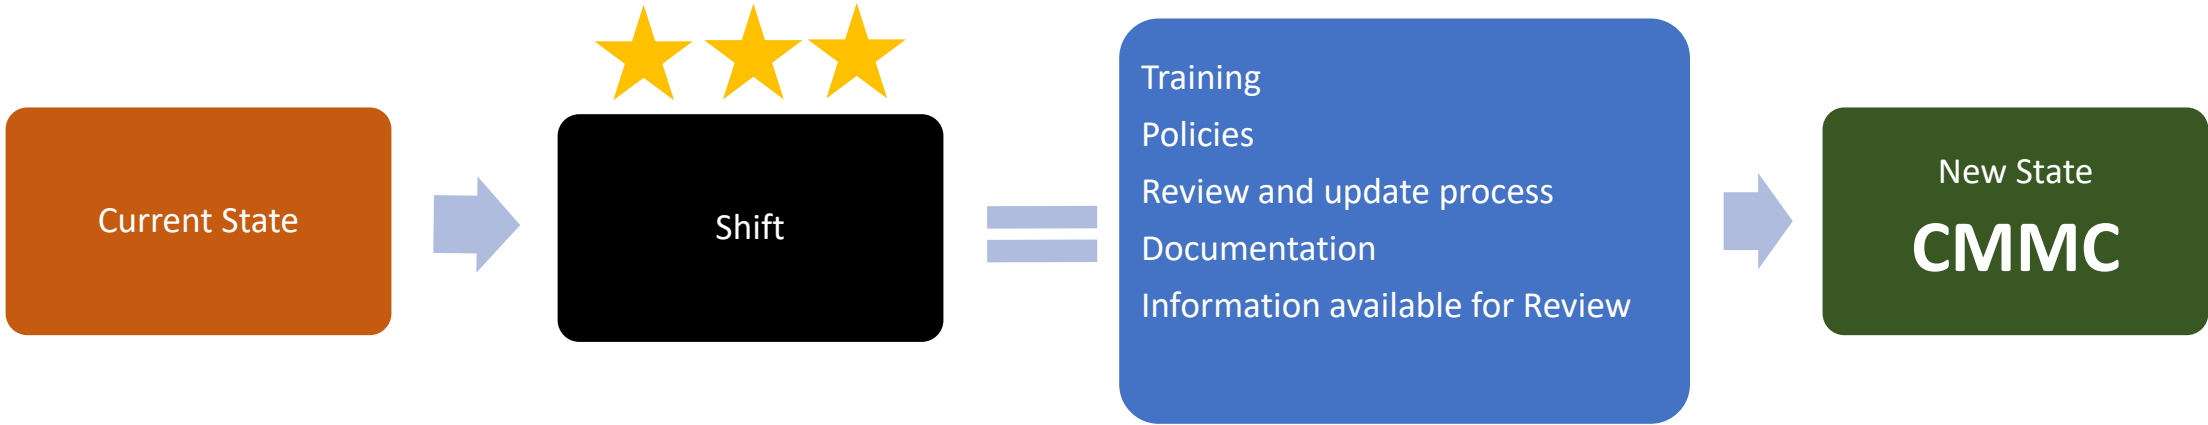 Current State
Shift
Training
Policies
Review and update process
Documentation
Information available for Review
New State
CMMC